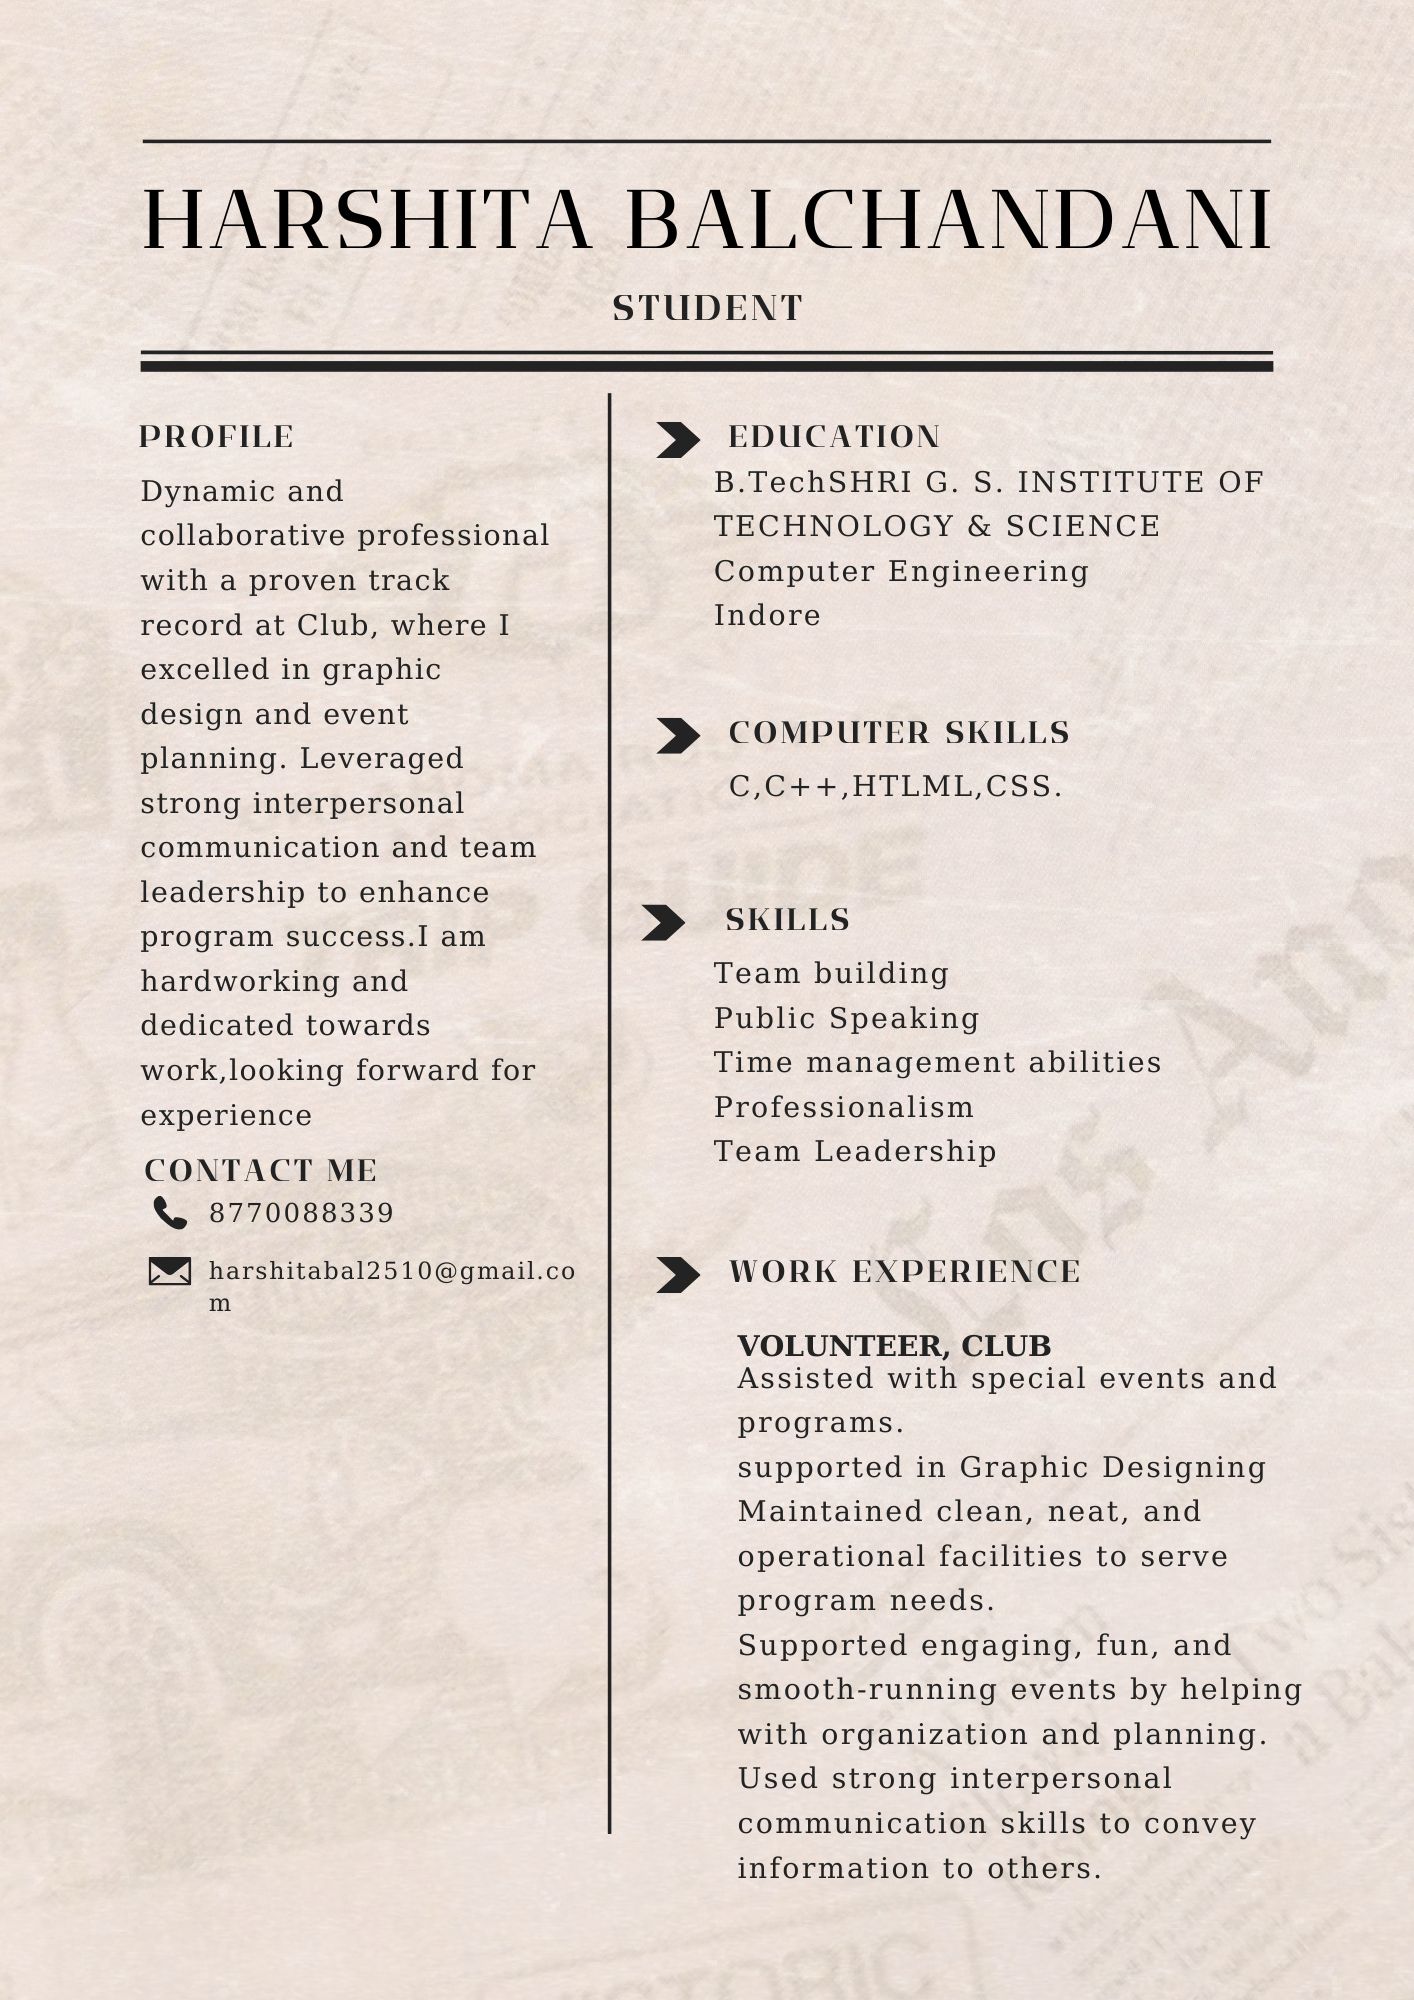 HARSHITA BALCHANDANI
STUDENT
PROFILE
Dynamic and
collaborative professional
with a proven track
record at Club, where I
excelled in graphic
design and event
planning. Leveraged
strong interpersonal
communication and team
leadership to enhance
program success.I am
hardworking and
dedicated towards
work,looking forward for
experience
CONTACT ME
8770088339
harshitabal2510@gmail.co
m
EDUCATION
B.TechSHRI G. S. INSTITUTE OF
TECHNOLOGY & SCIENCE
Computer Engineering
Indore
COMPUTER SKILLS
C,C++,HTLML,CSS.
SKILLS
Team building
Public Speaking
Time management abilities
Professionalism
Team Leadership
WORK EXPERIENCE
VOLUNTEER, CLUB
Assisted with special events and
programs.
supported in Graphic Designing
Maintained clean, neat, and
operational facilities to serve
program needs.
Supported engaging, fun, and
smooth-running events by helping
with organization and planning.
Used strong interpersonal
communication skills to convey
information to others.